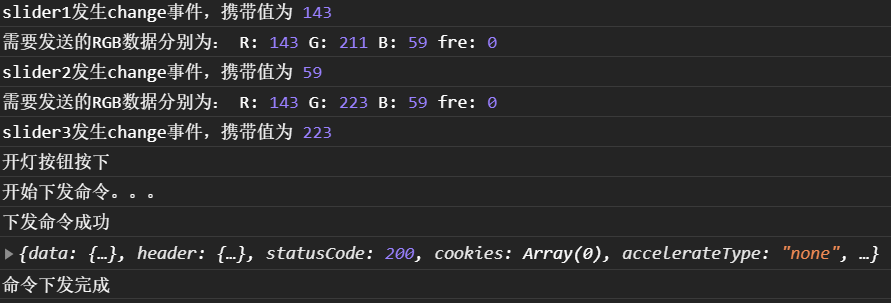 slider1发生change事件，携带值为 143
需要发送的RGB数据分别为： R: 143 G: 211 B: 59 fre: 0
slider2发生change事件，携带值为 59
需要发送的RGB数据分别为： R: 143 G: 223 B: 59 fre: 0
slider3发生change事件，携带值为 223
开灯按钮按下
开始下发命令。。。
下发命令成功
{data: {…}, header: {…}, statusCode: 200, cookies: Array(0), accelerateType: "none", …}
命令下发完成